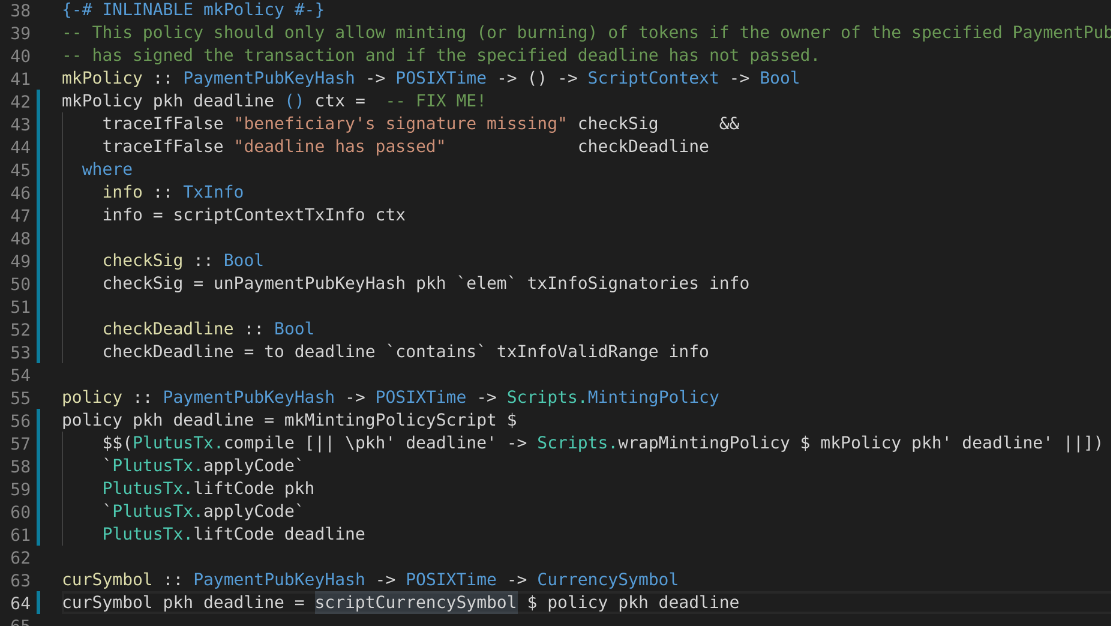 38 {-# INLINABLE mkPolicy #-}
39 -- This policy should only allow minting (or burning) of tokens if the owner of the specified PaymentPub
40 -- has signed the transaction and if the specified deadline has not passed.
41 mkPolicy :: PaymentPubKeyHash -> POSIXTime -> () -> ScriptContext -> Bool
42 mkPolicy pkh deadline () ctx =  -- FIX ME!
43     traceIfFalse "beneficiary's signature missing" checkSig      &&
44     traceIfFalse "deadline has passed"             checkDeadline
45   where
46     info :: TxInfo
47     info = scriptContextTxInfo ctx
48
49     checkSig :: Bool
50     checkSig = unPaymentPubKeyHash pkh `elem` txInfoSignatories info
51
52     checkDeadline :: Bool
53     checkDeadline = to deadline `contains` txInfoValidRange info
54
55 policy :: PaymentPubKeyHash -> POSIXTime -> Scripts.MintingPolicy
56 policy pkh deadline = mkMintingPolicyScript $
57     $$(PlutusTx.compile [|| \pkh' deadline' -> Scripts.wrapMintingPolicy $ mkPolicy pkh' deadline' ||])
58     `PlutusTx.applyCode`
59     PlutusTx.liftCode pkh
60     `PlutusTx.applyCode`
61     PlutusTx.liftCode deadline
62
63 curSymbol :: PaymentPubKeyHash -> POSIXTime -> CurrencySymbol
64 curSymbol pkh deadline = scriptCurrencySymbol $ policy pkh deadline
65